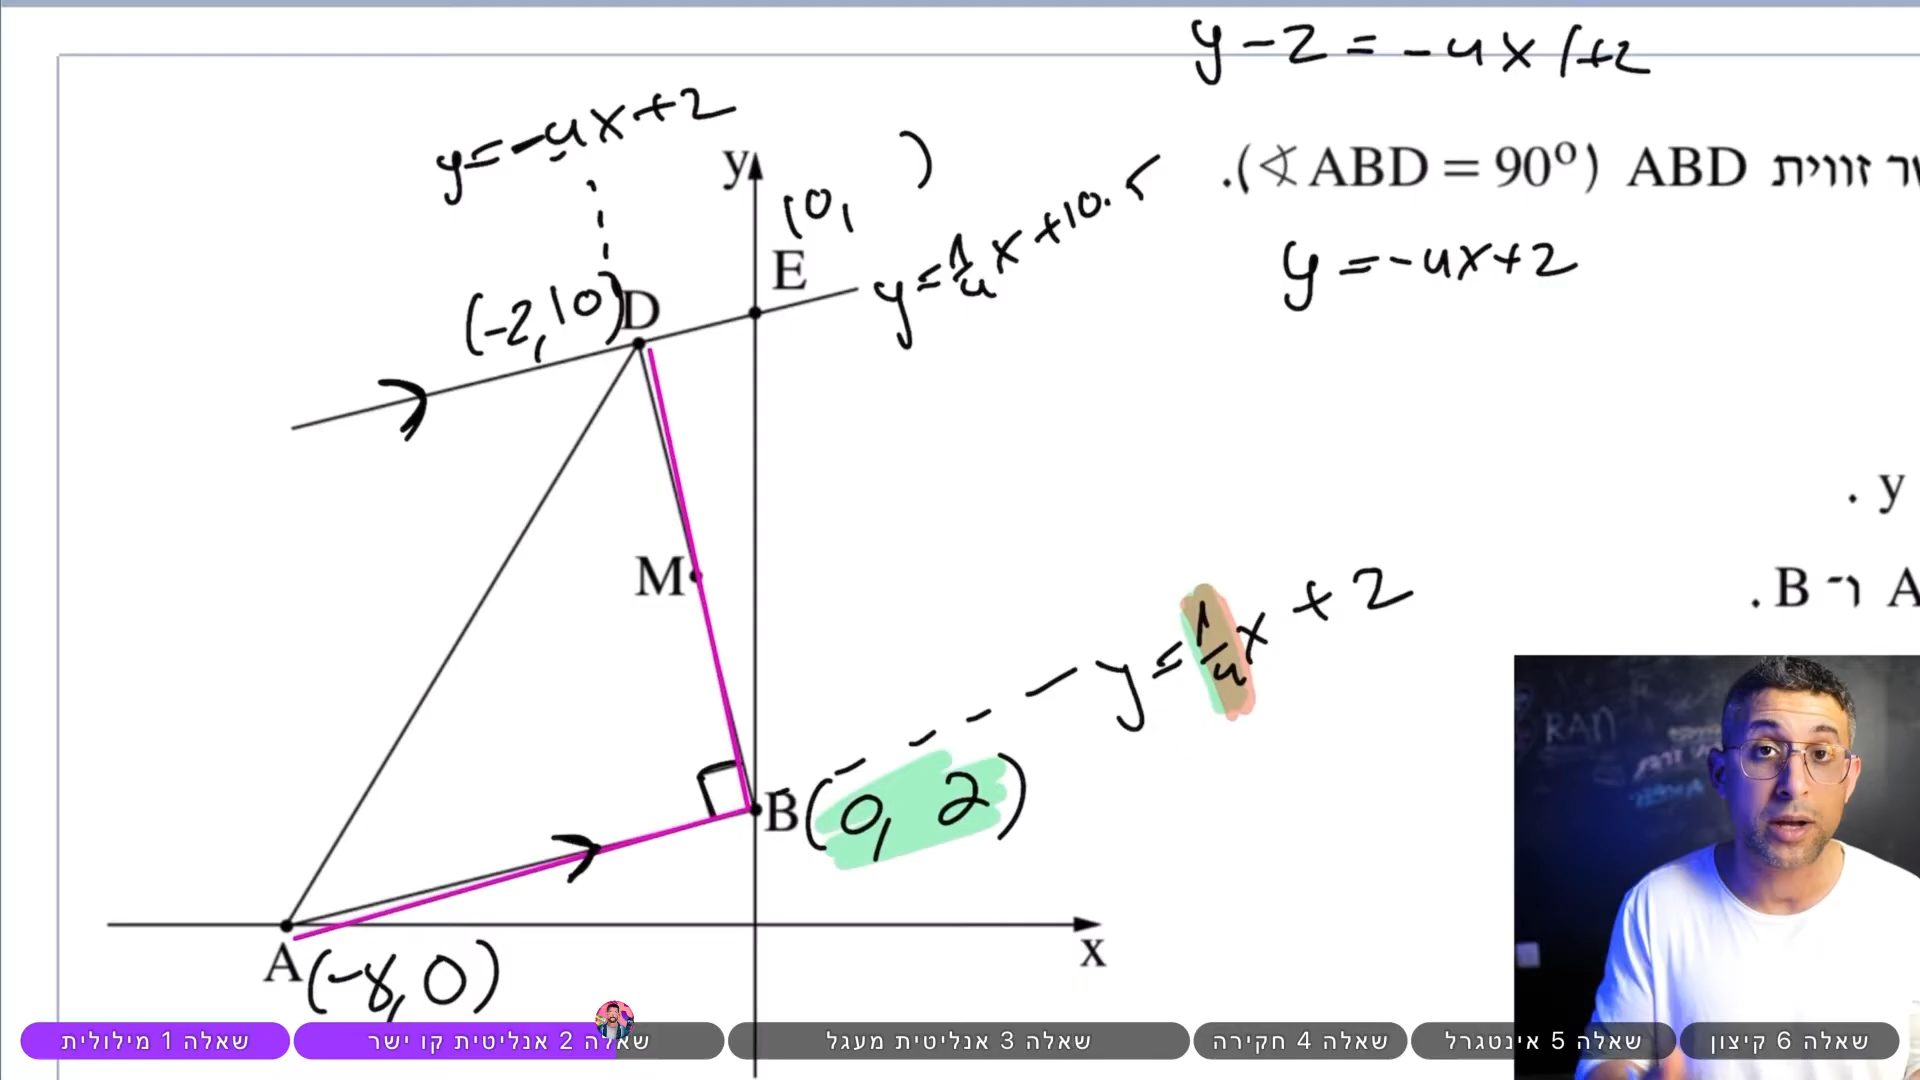 y-2=-4x /+2
y=-4x+2
y
(0, )
.(∢ABD = 90°) ABD ר זווית
y=1/4x+10.5
E
y=-4x+2
(-2,10)
D
. y
M
. B ו־ A
y=1/4x+2
B(0, 2)
x
A(-8,0)
RAN
שאלה 1 מילולית
שאלה 2 אנליטית קו ישר
שאלה 3 אנליטית מעגל
שאלה 4 חקירה
שאלה 5 אינטגרל
שאלה 6 קיצון